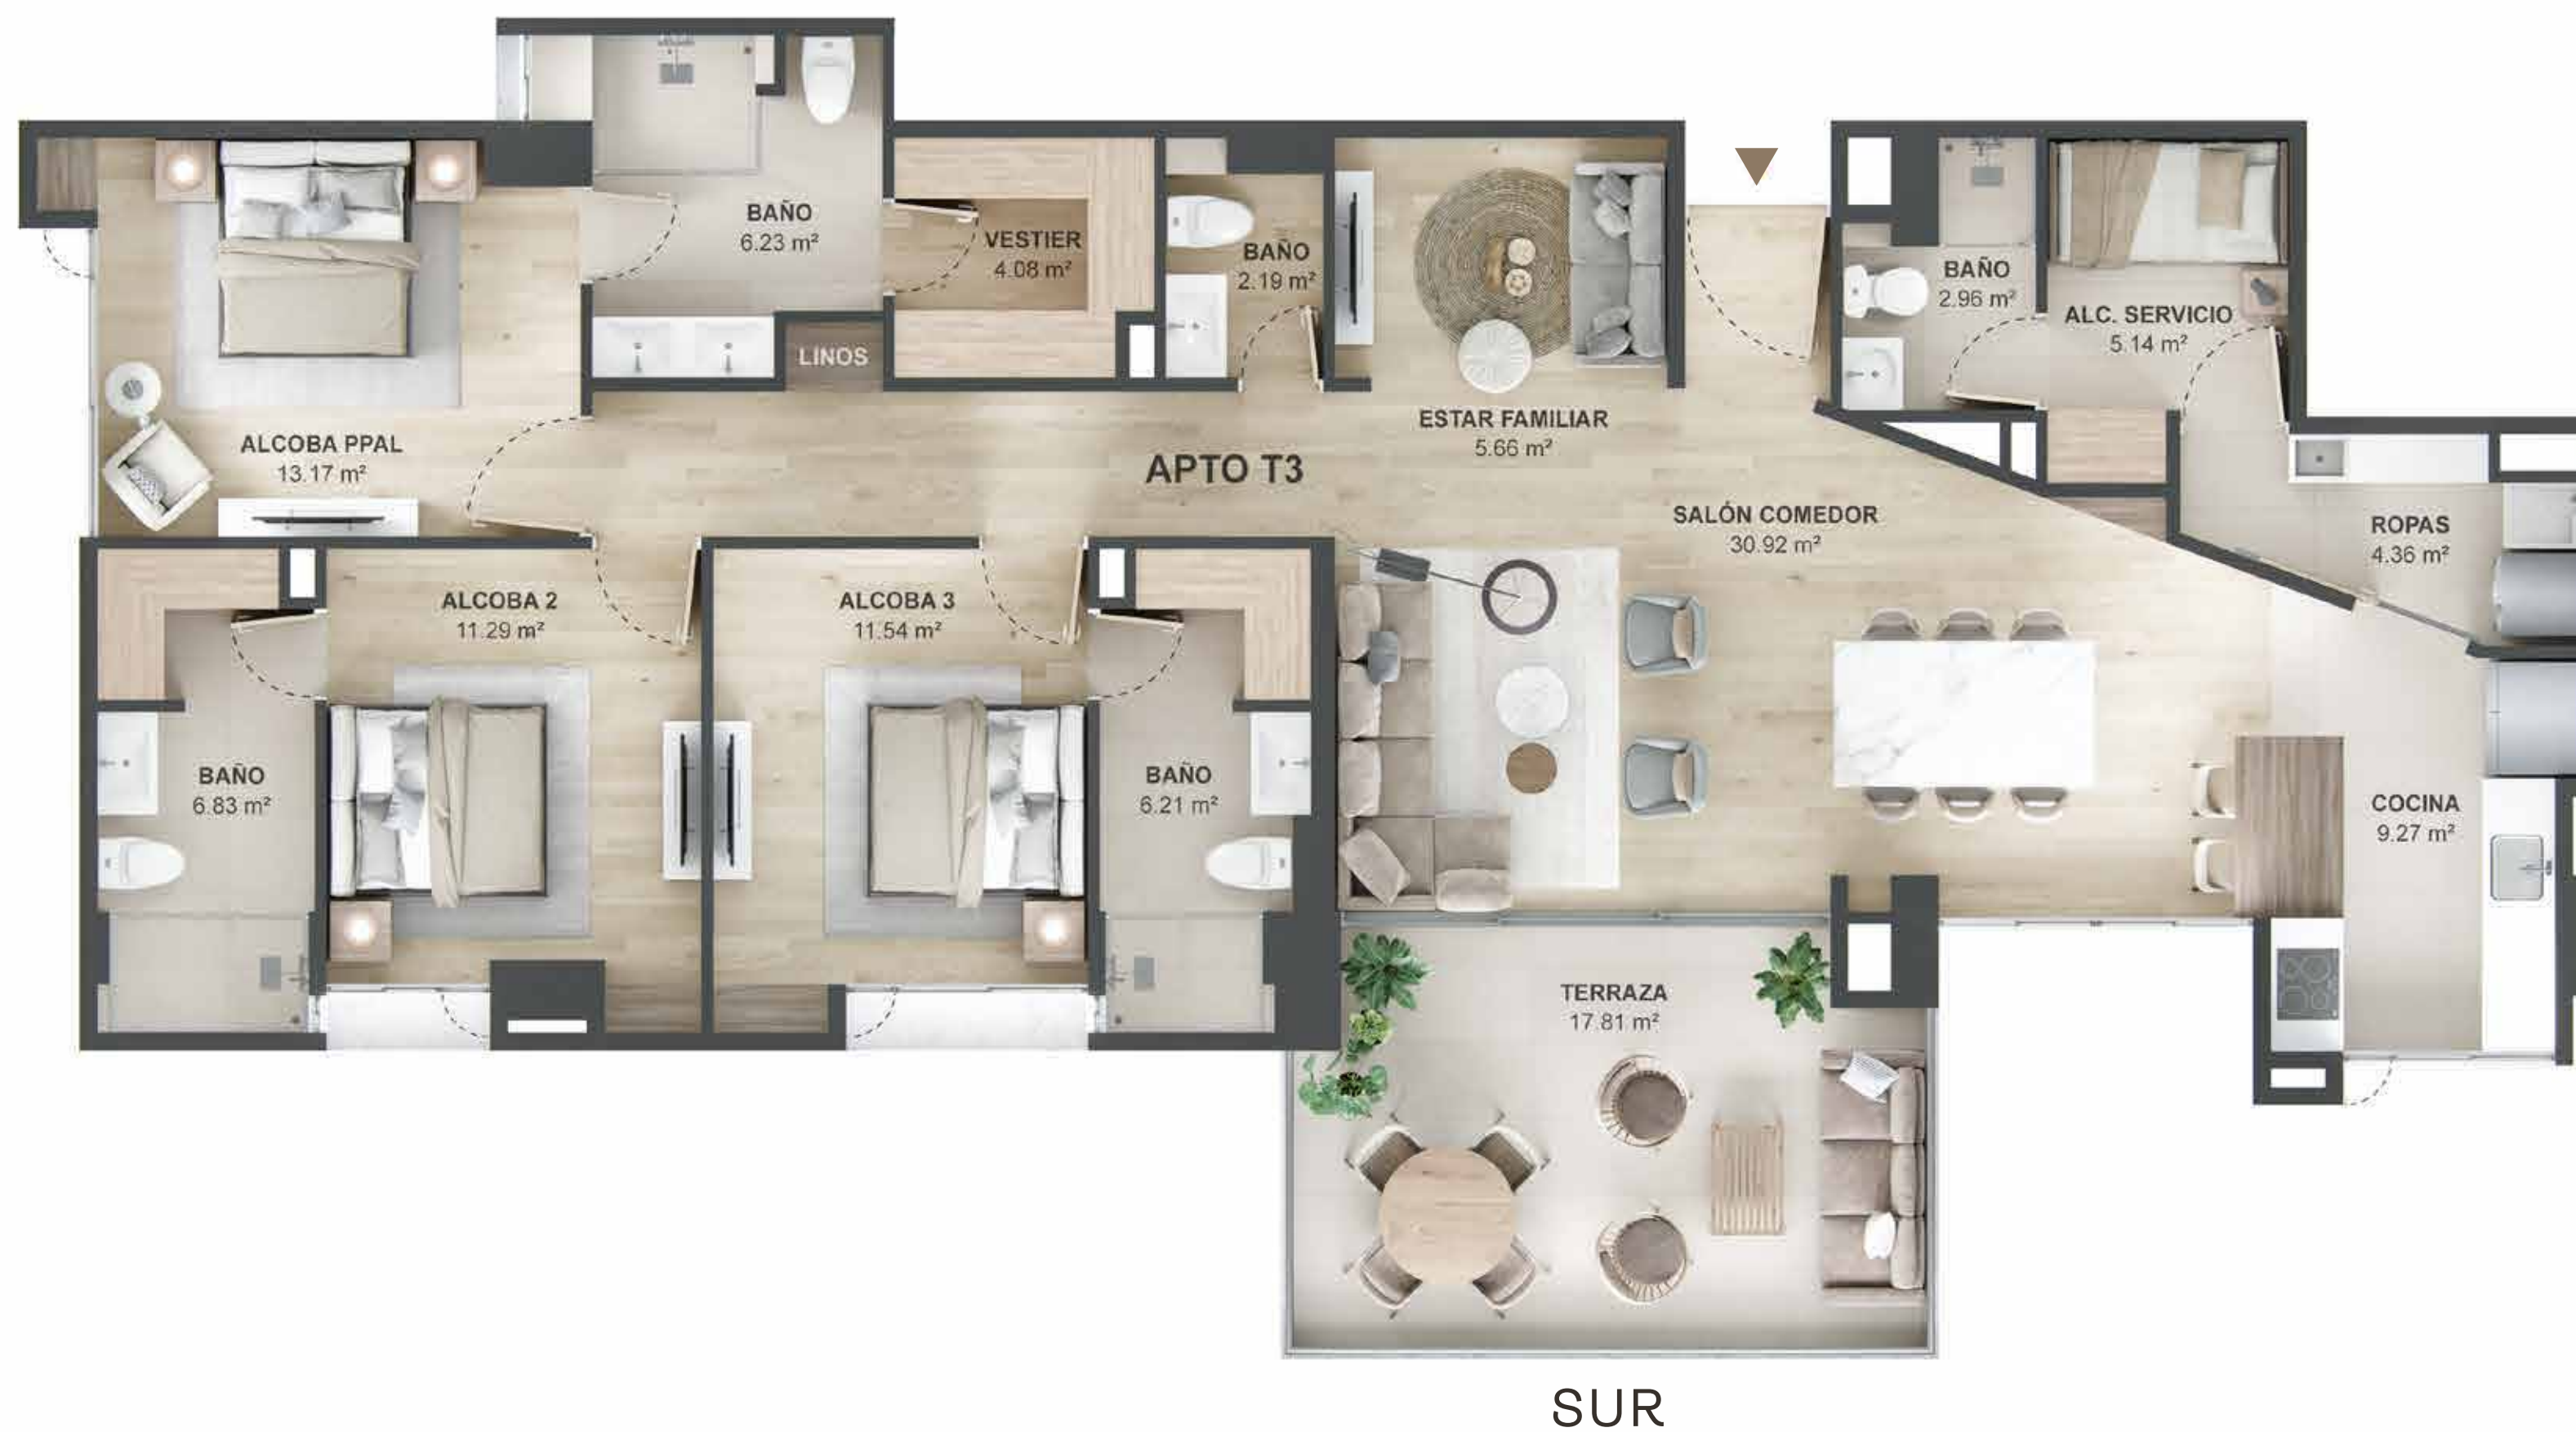 BAÑO
6.23 m²
VESTIER
4.08 m²
BAÑO
2.19 m²
BAÑO
2.96 m²
ALC. SERVICIO
5.14 m²
LINOS
ALCOBA PPAL
13.17 m²
ESTAR FAMILIAR
5.66 m²
APTO T3
SALÓN COMEDOR
30.92 m²
ROPAS
4.36 m²
ALCOBA 2
11.29 m²
ALCOBA 3
11.54 m²
BAÑO
6.83 m²
BAÑO
6.21 m²
COCINA
9.27 m²
TERRAZA
17.81 m²
SUR